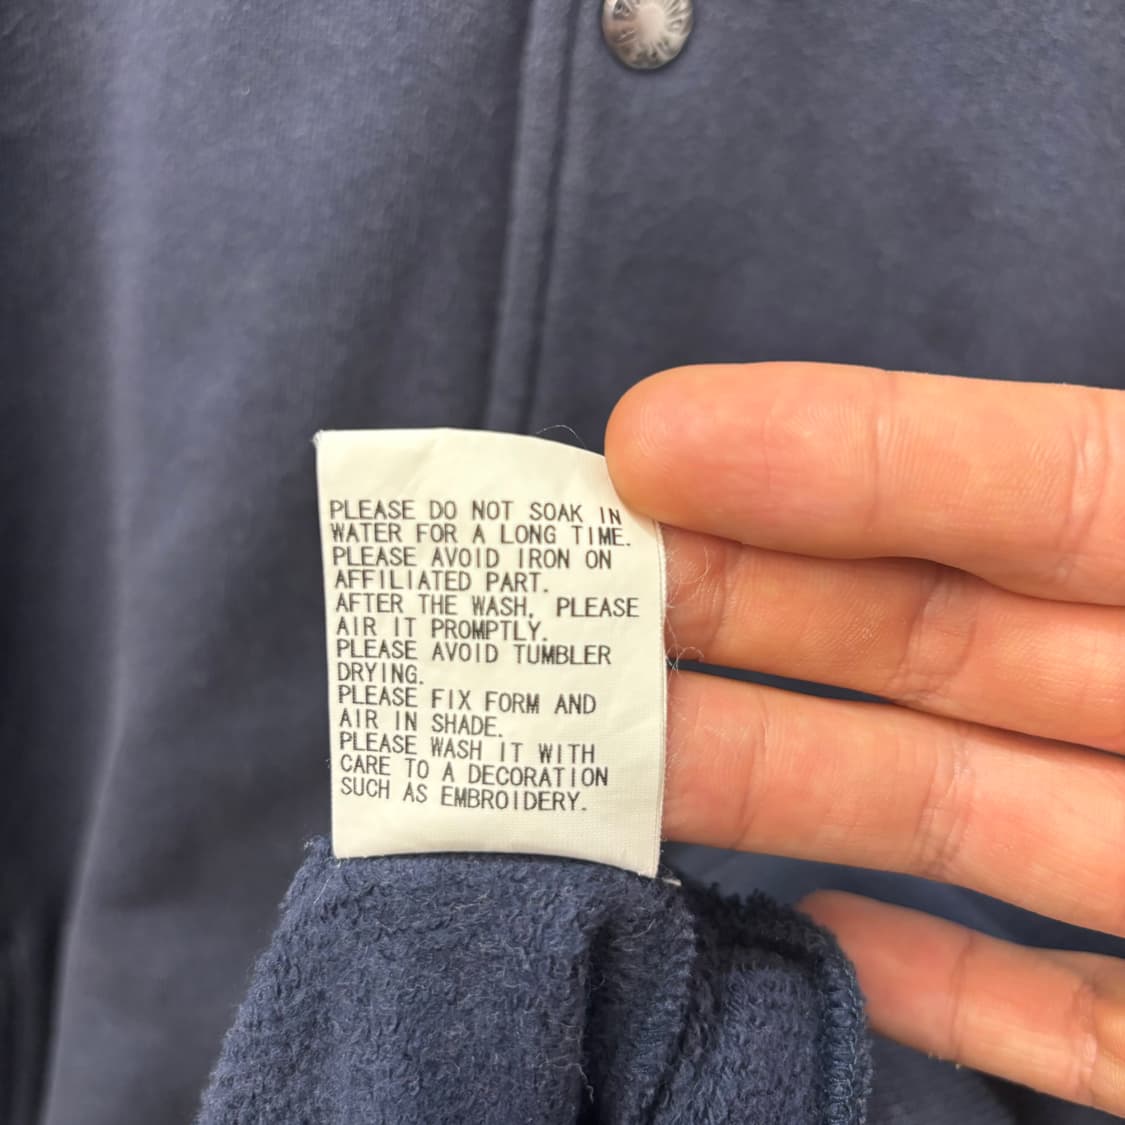 PLEASE DO NOT SOAK IN
WATER FOR A LONG TIME.
PLEASE AVOID IRON ON
AFFILIATED PART.
AFTER THE WASH, PLEASE
AIR IT PROMPTLY.
PLEASE AVOID TUMBLER
DRYING.
PLEASE FIX FORM AND
AIR IN SHADE.
PLEASE WASH IT WITH
CARE TO A DECORATION
SUCH AS EMBROIDERY.